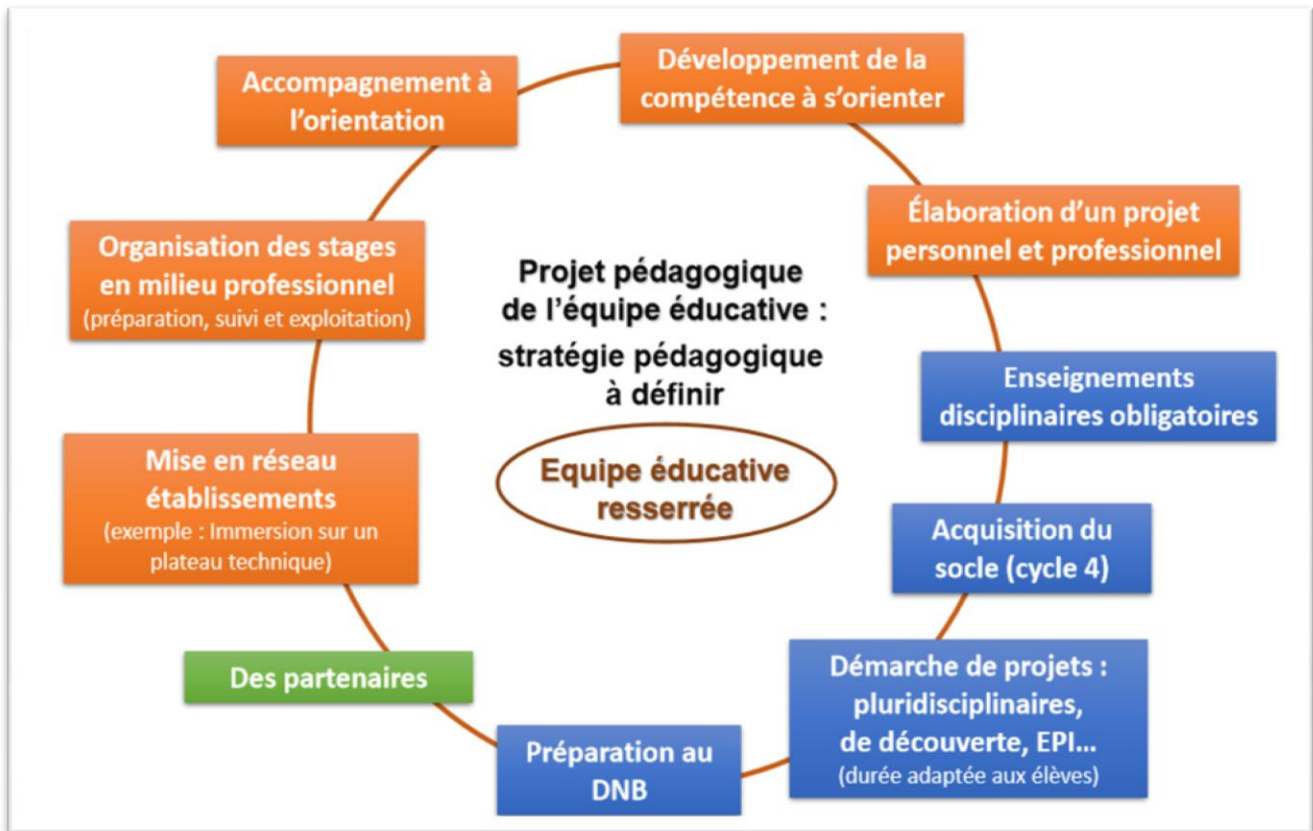 Accompagnement à
l'orientation
Développement de la
compétence à s'orienter
Élaboration d'un projet
personnel et professionnel
Organisation des stages
en milieu professionnel
(préparation, suivi et exploitation)
Projet pédagogique
de l'équipe éducative :
stratégie pédagogique
à définir
Equipe éducative
resserrée
Enseignements
disciplinaires obligatoires
Mise en réseau
établissements
(exemple : Immersion sur un
plateau technique)
Acquisition du
socle (cycle 4)
Des partenaires
Démarche de projets :
pluridisciplinaires,
de découverte, EPI...
(durée adaptée aux élèves)
Préparation au
DNB